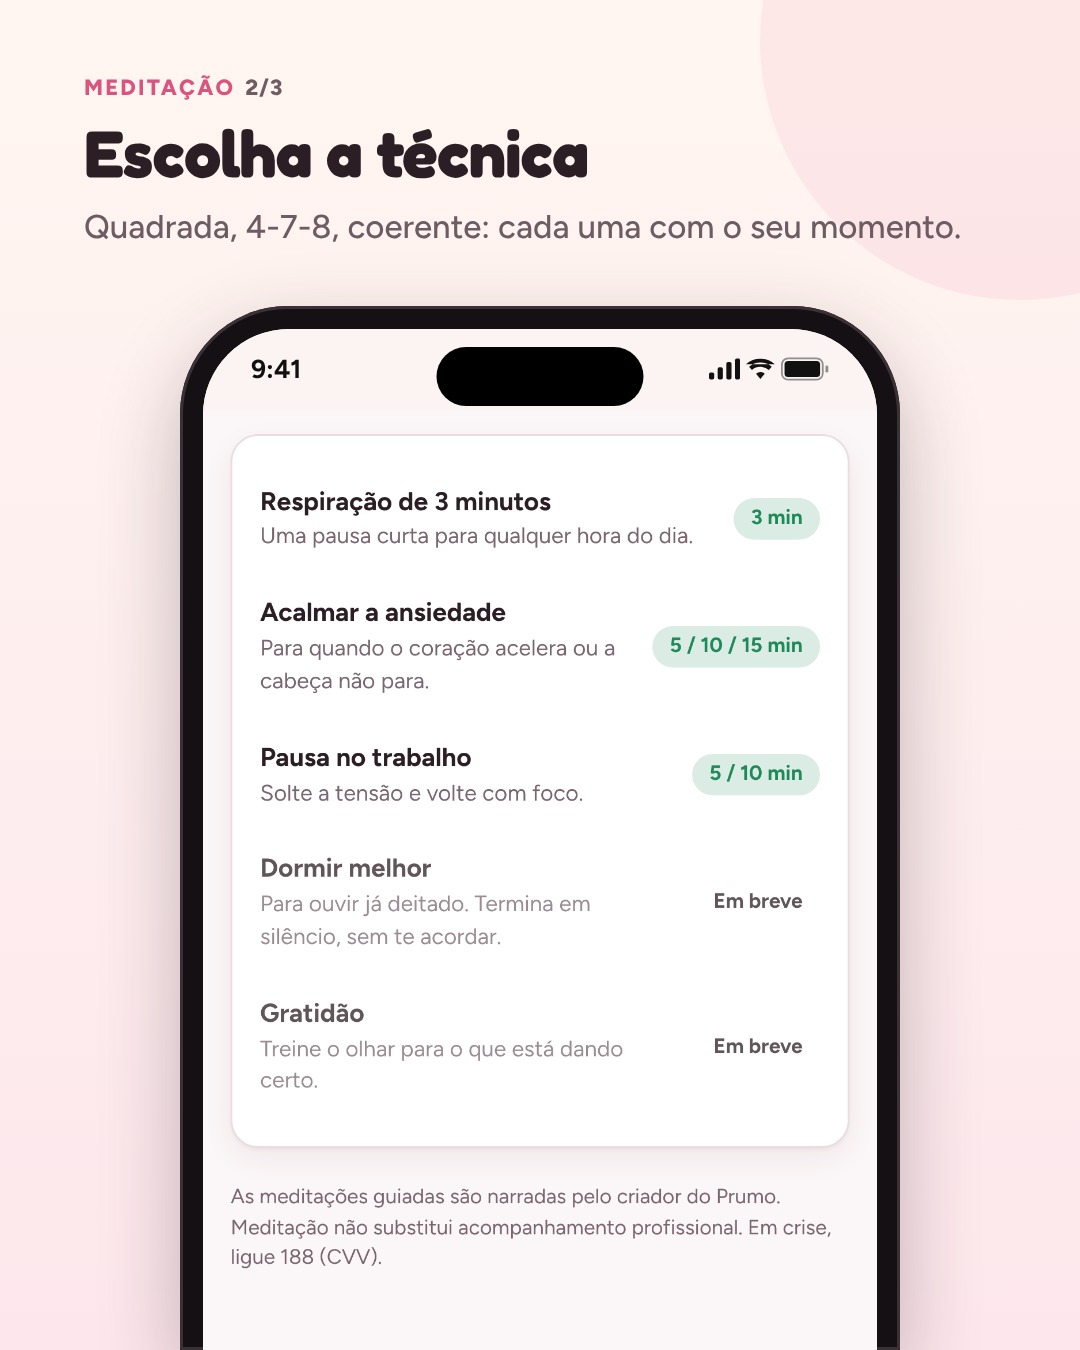 MEDITAÇÃO 2/3
Escolha a técnica
Quadrada, 4-7-8, coerente: cada uma com o seu momento.
9:41
Respiração de 3 minutos
Uma pausa curta para qualquer hora do dia.
3 min
Acalmar a ansiedade
Para quando o coração acelera ou a
cabeça não para.
5 / 10 / 15 min
Pausa no trabalho
Solte a tensão e volte com foco.
5 / 10 min
Dormir melhor
Para ouvir já deitado. Termina em
silêncio, sem te acordar.
Em breve
Gratidão
Treine o olhar para o que está dando
certo.
Em breve
As meditações guiadas são narradas pelo criador do Prumo.
Meditação não substitui acompanhamento profissional. Em crise,
ligue 188 (CVV).